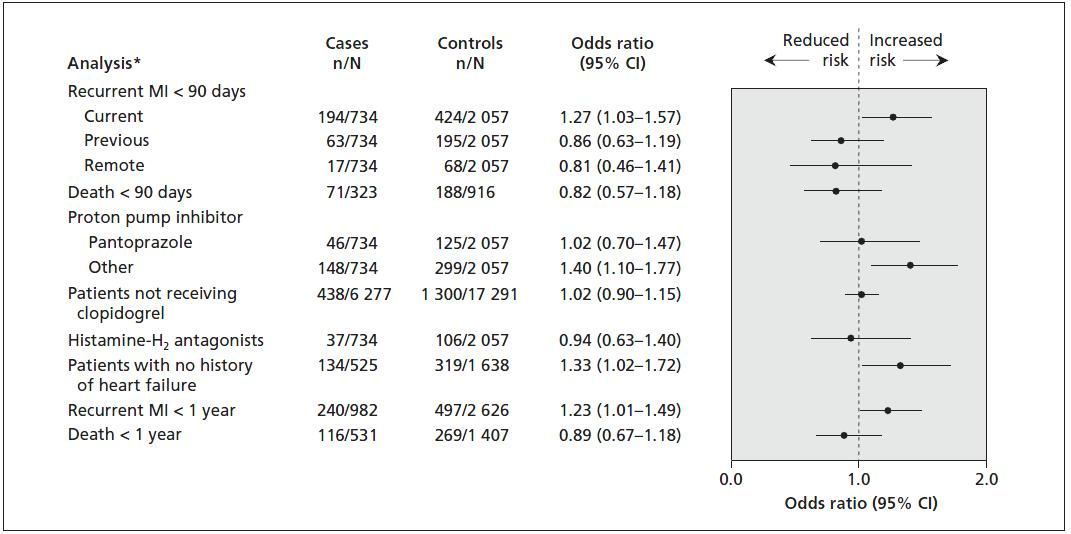 Analysis* Cases n/N Controls n/N Odds ratio (95% CI) Reduced risk Increased risk
Recurrent MI < 90 days
Current 194/734 424/2 057 1.27 (1.03–1.57)
Previous 63/734 195/2 057 0.86 (0.63–1.19)
Remote 17/734 68/2 057 0.81 (0.46–1.41)
Death < 90 days 71/323 188/916 0.82 (0.57–1.18)
Proton pump inhibitor
Pantoprazole 46/734 125/2 057 1.02 (0.70–1.47)
Other 148/734 299/2 057 1.40 (1.10–1.77)
Patients not receiving 438/6 277 1 300/17 291 1.02 (0.90–1.15)
clopidogrel
Histamine-H₂ antagonists 37/734 106/2 057 0.94 (0.63–1.40)
Patients with no history 134/525 319/1 638 1.33 (1.02–1.72)
of heart failure
Recurrent MI < 1 year 240/982 497/2 626 1.23 (1.01–1.49)
Death < 1 year 116/531 269/1 407 0.89 (0.67–1.18)
0.0 1.0 2.0
Odds ratio (95% CI)